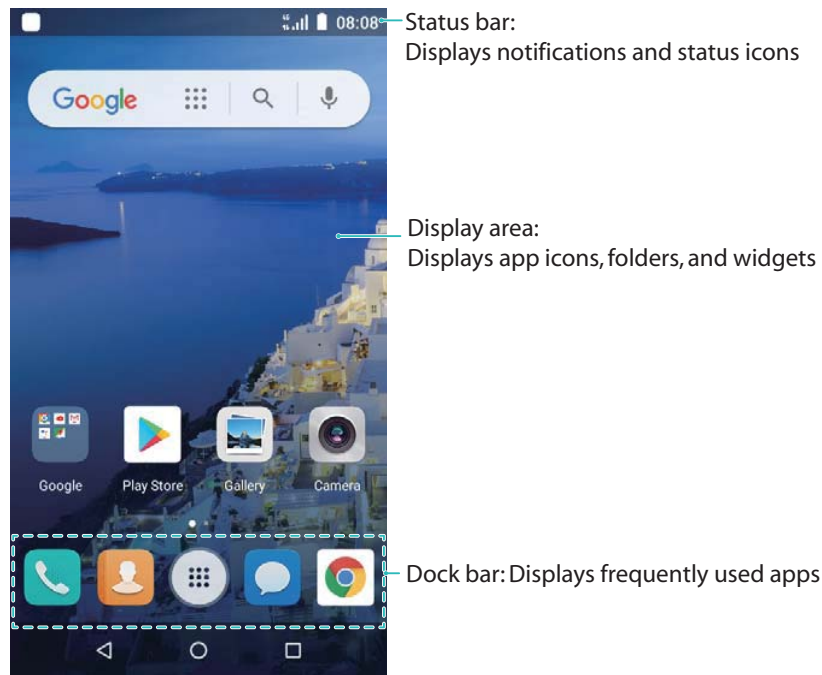 08:08
Status bar:
Displays notifications and status icons
Google
Display area:
Displays app icons, folders, and widgets
Google Play Store Gallery Camera
Dock bar: Displays frequently used apps